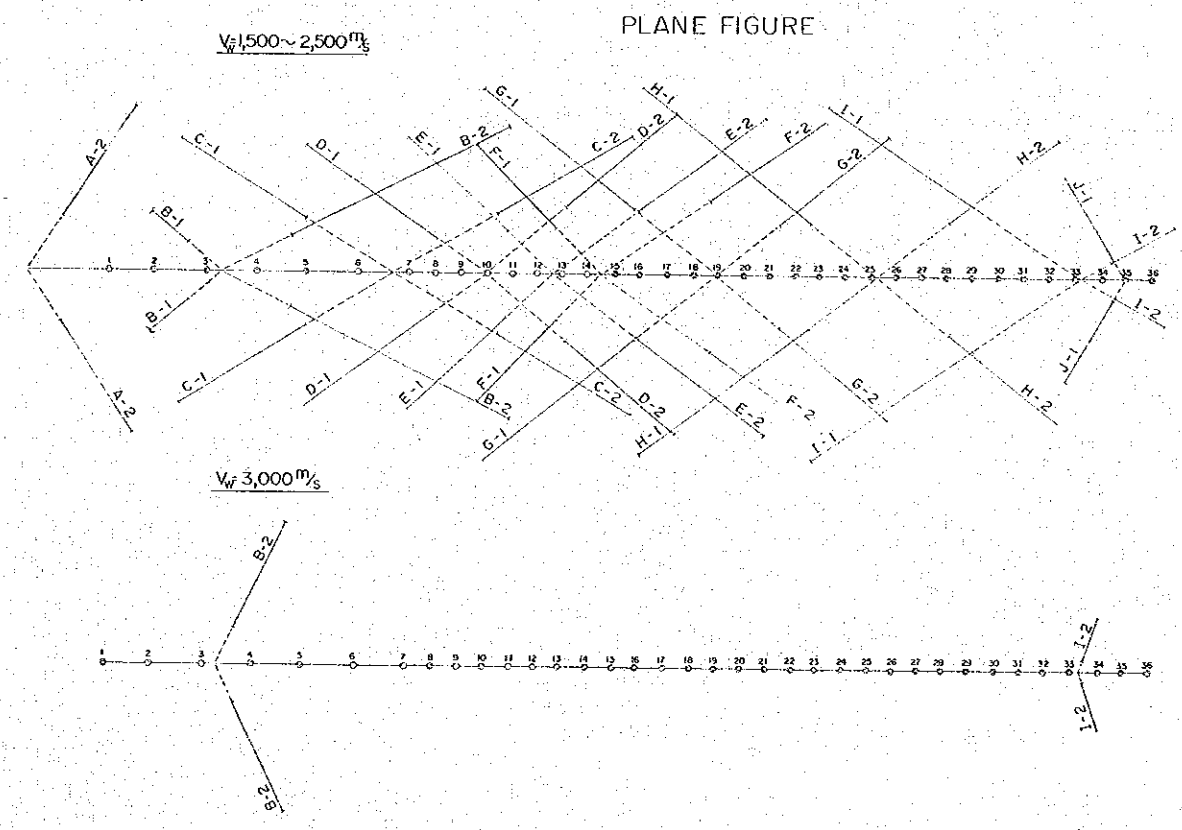 PLANE FIGURE
Vw=1,500~2,500 m/s
G-1 H-1
A-2 C-1 D-1 E-1 B-2 F-1 C-2 D-2 E-2 F-2 I-1 G-2 H-2
B-1 J-1 I-2
1 2 3 4 5 6 7 8 9 10 11 12 13 14 15 16 17 18 19 20 21 22 23 24 25 26 27 28 29 30 31 32 33 34 35 36
B-1 I-2
C-1 D-1 E-1 F-1 J-1
A-2 B-2 C-2 D-2 E-2 F-2 G-2 H-2
G-1 H-1 I-1
Vw=3,000 m/s
B-2
I-2
1 2 3 4 5 6 7 8 9 10 11 12 13 14 15 16 17 18 19 20 21 22 23 24 25 26 27 28 29 30 31 32 33 34 35 36
I-2
B-2